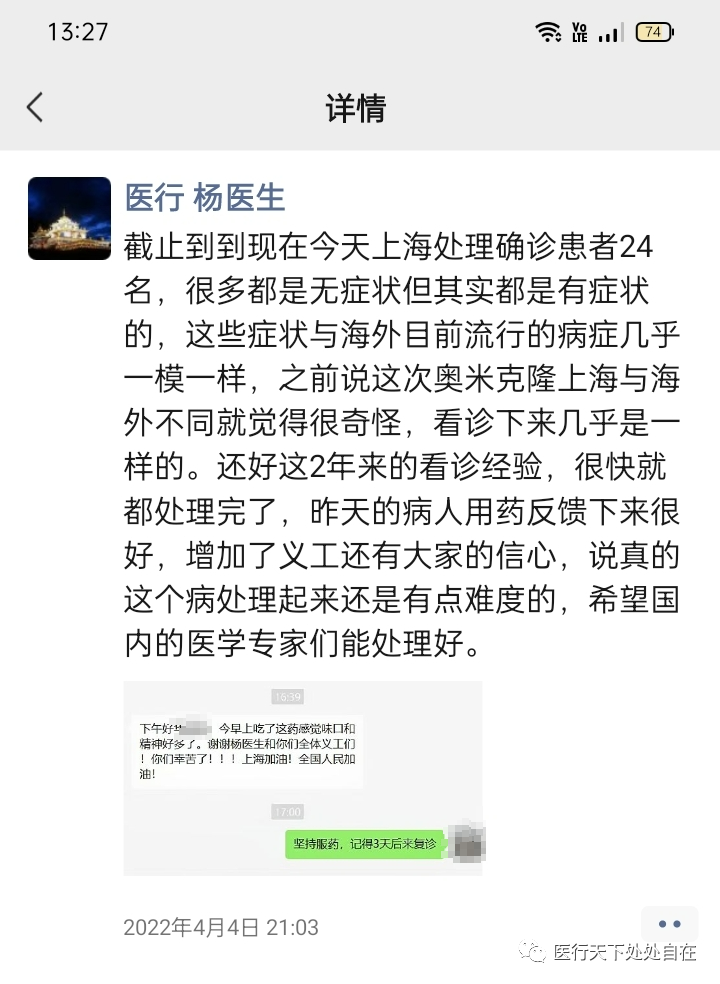 13:27
Vo
LTE
74
详情
医行 杨医生
截止到到现在今天上海处理确诊患者24
名，很多都是无症状但其实都是有症状
的，这些症状与海外目前流行的病症几乎
一模一样，之前说这次奥米克隆上海与海
外不同就觉得很奇怪，看诊下来几乎是一
样的。还好这2年来的看诊经验，很快就
都处理完了，昨天的病人用药反馈下来很
好，增加了义工还有大家的信心，说真的
这个病处理起来还是有点难度的，希望国
内的医学专家们能处理好。
16:39
下午好 今早上吃了这药感觉味口和
精神好多了。谢谢杨医生和你们全体义工们
！你们幸苦了！！！上海加油！全国人民加
油！
17:00
坚持服药，记得3天后来复诊
2022年4月4日 21:03
医行天下处处自在